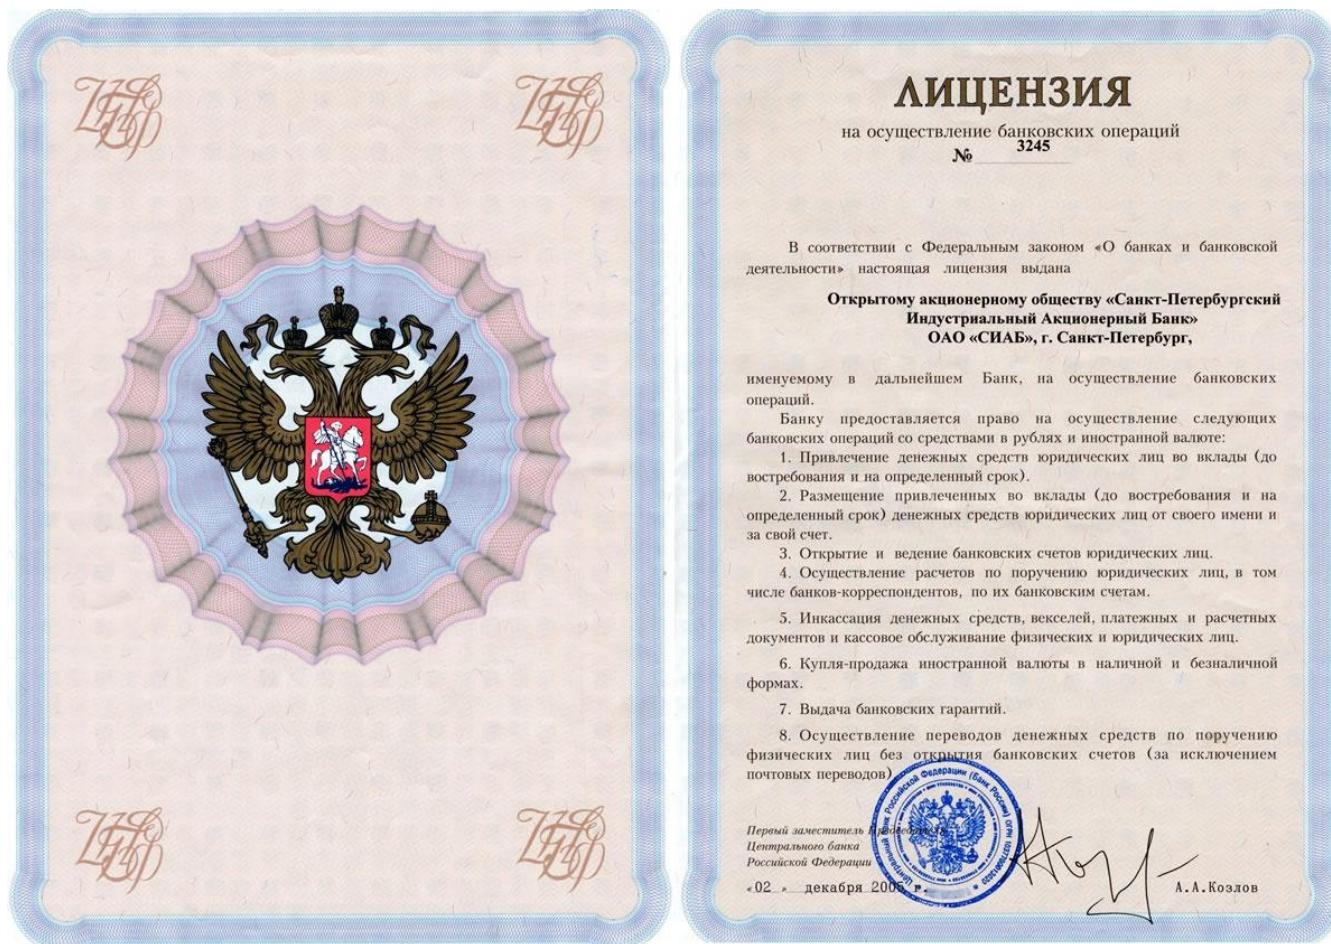 ЛИЦЕНЗИЯ
на осуществление банковских операций
№ 3245
В соответствии с Федеральным законом «О банках и банковской
деятельности» настоящая лицензия выдана
Открытому акционерному обществу «Санкт-Петербургский
Индустриальный Акционерный Банк»
ОАО «СИАБ», г. Санкт-Петербург,
именуемому в дальнейшем Банк, на осуществление банковских
операций.
Банку предоставляется право на осуществление следующих
банковских операций со средствами в рублях и иностранной валюте:
1. Привлечение денежных средств юридических лиц во вклады (до
востребования и на определенный срок).
2. Размещение привлеченных во вклады (до востребования и на
определенный срок) денежных средств юридических лиц от своего имени и
за свой счет.
3. Открытие и ведение банковских счетов юридических лиц.
4. Осуществление расчетов по поручению юридических лиц, в том
числе банков-корреспондентов, по их банковским счетам.
5. Инкассация денежных средств, векселей, платежных и расчетных
документов и кассовое обслуживание физических и юридических лиц.
6. Купля-продажа иностранной валюты в наличной и безналичной
формах.
7. Выдача банковских гарантий.
8. Осуществление переводов денежных средств по поручению
физических лиц без открытия банковских счетов (за исключением
почтовых переводов)
Центральный банк Российской Федерации (Банк России)
Первый заместитель Председателя
Центрального банка
Российской Федерации
«02» декабря 2005 г.
А.А.Козлов